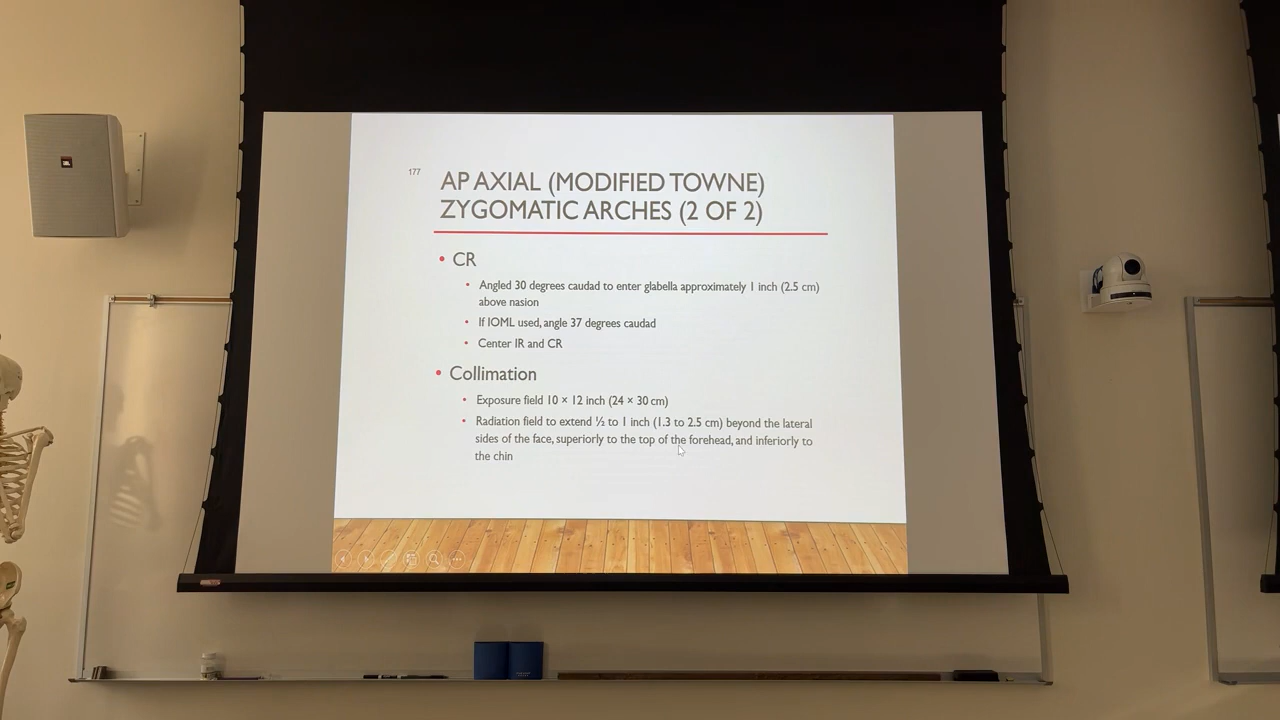 177
AP AXIAL (MODIFIED TOWNE)
ZYGOMATIC ARCHES (2 OF 2)
• CR
• Angled 30 degrees caudad to enter glabella approximately 1 inch (2.5 cm)
above nasion
• If IOML used, angle 37 degrees caudad
• Center IR and CR
• Collimation
• Exposure field 10 × 12 inch (24 × 30 cm)
• Radiation field to extend ½ to 1 inch (1.3 to 2.5 cm) beyond the lateral
sides of the face, superiorly to the top of the forehead, and inferiorly to
the chin
JBL